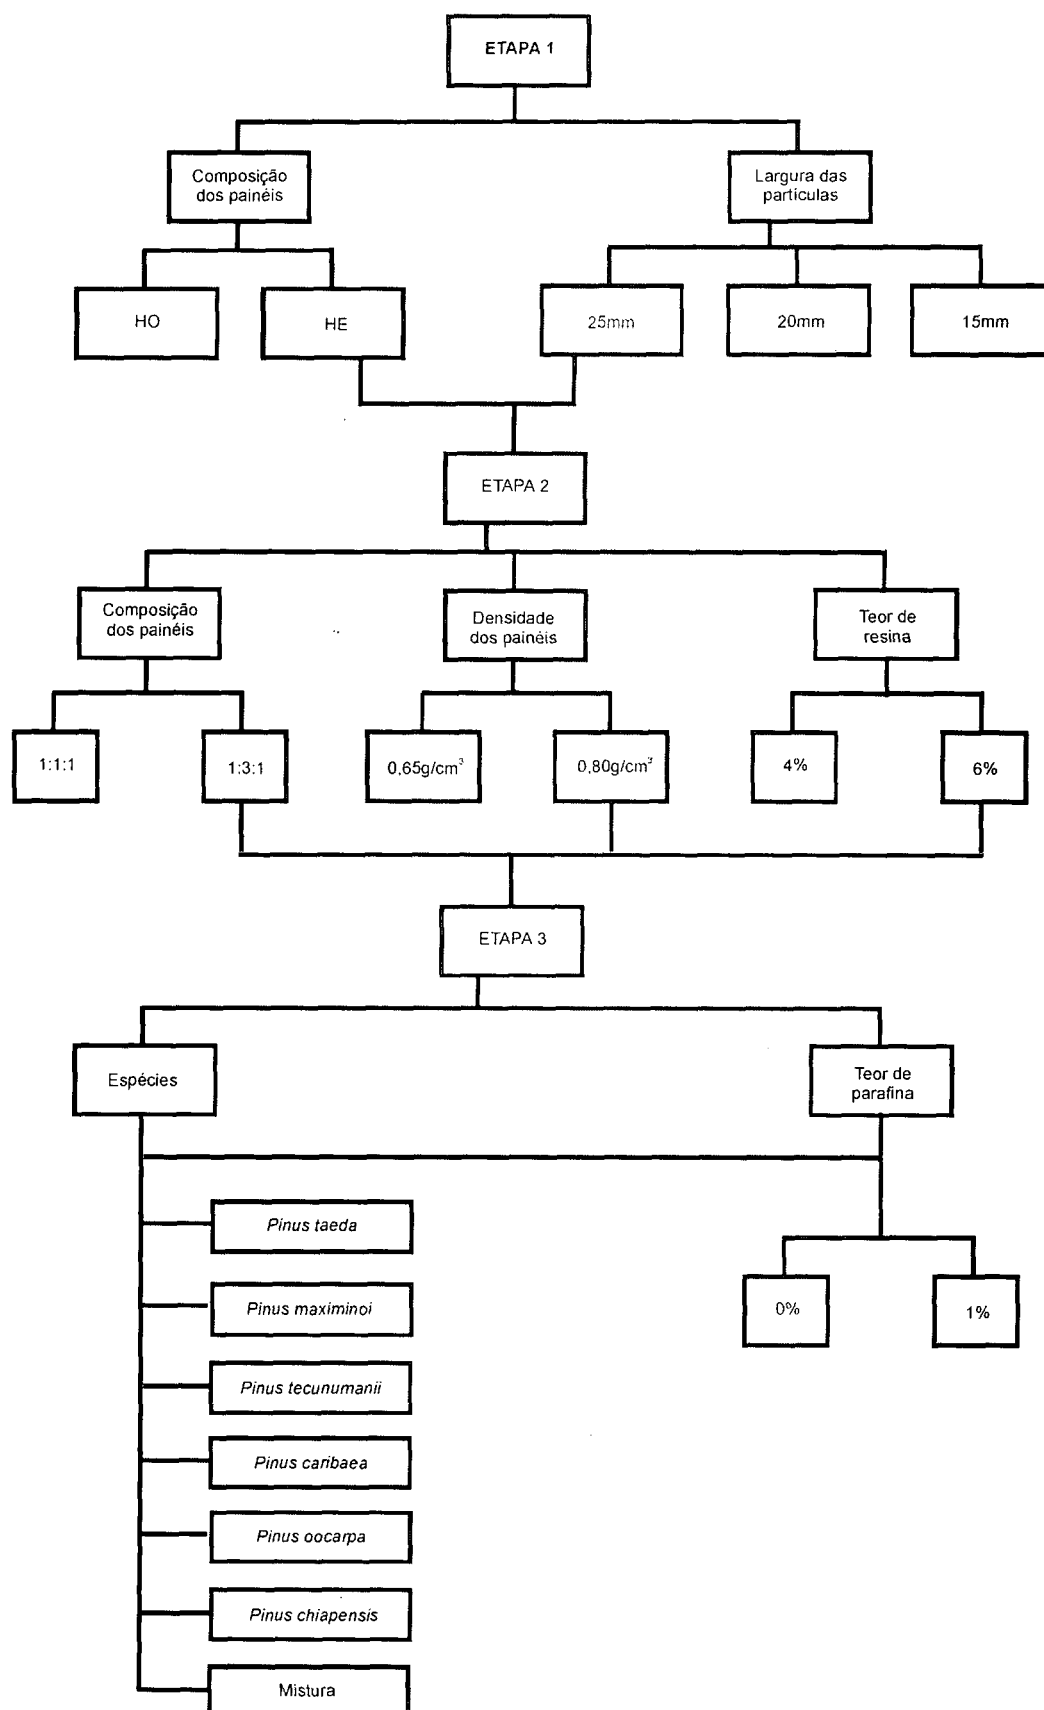 ETAPA 1
Composição
dos painéis
Largura das
partículas
HO
HE
25mm
20mm
15mm
ETAPA 2
Composição
dos painéis
Densidade
dos painéis
Teor de
resina
1:1:1
1:3:1
0,65g/cm³
0,80g/cm³
4%
6%
ETAPA 3
Espécies
Teor de
parafina
Pinus taeda
Pinus maximinoi
Pinus tecunumanii
Pinus caribaea
Pinus oocarpa
Pinus chiapensis
Mistura
0%
1%